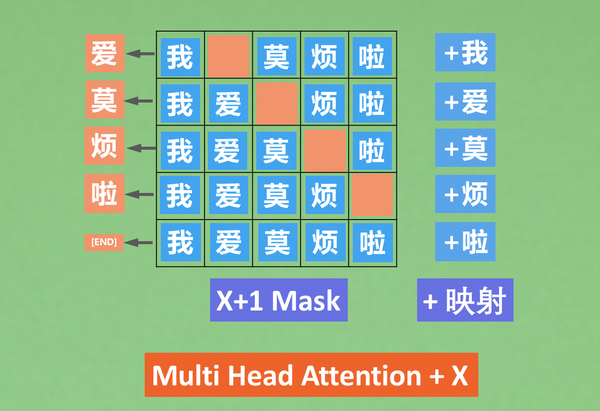 爱 我 莫 烦 啦 +我
莫 我 爱 烦 啦 +爱
烦 我 爱 莫 啦 +莫
啦 我 爱 莫 烦 +烦
[END] 我 爱 莫 烦 啦 +啦
X+1 Mask + 映射
Multi Head Attention + X